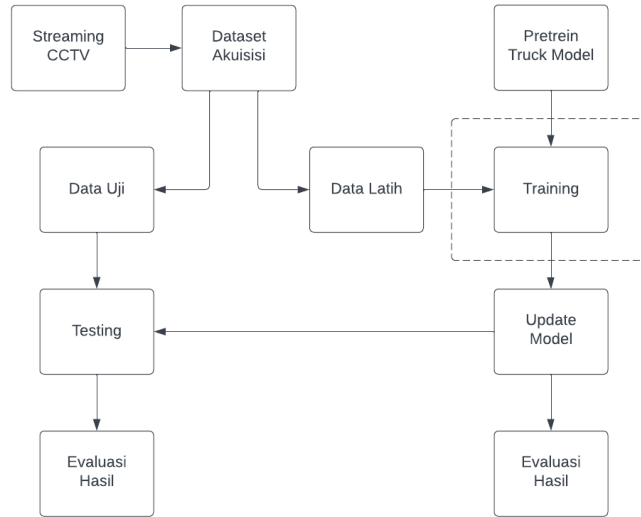 Streaming
CCTV
Dataset
Akuisisi
Pretrein
Truck Model
Data Uji
Data Latih
Training
Testing
Update
Model
Evaluasi
Hasil
Evaluasi
Hasil